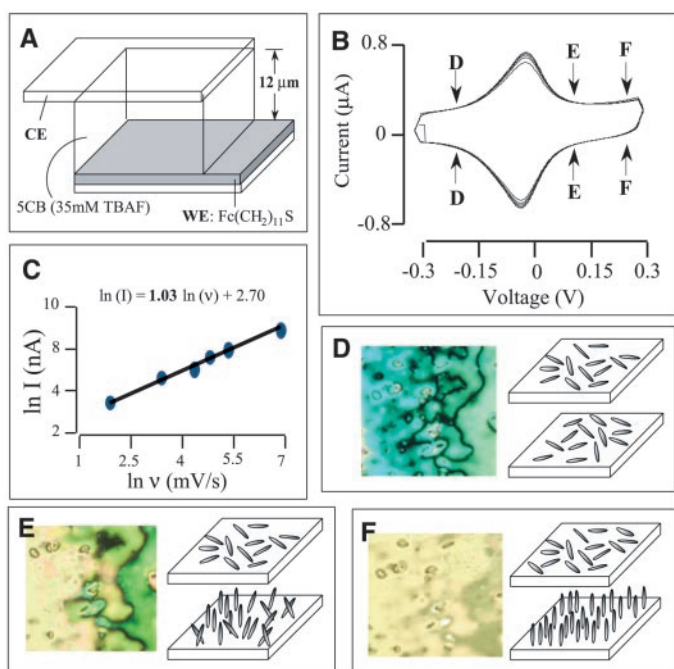 A
12 μm
CE
5CB (35mM TBAF)
WE: Fc(CH2)11S
B
0.8
D
E
F
Current (μA)
0
D
E
F
-0.8
-0.3
-0.15
0
0.15
0.3
Voltage (V)
C
10
ln (I) = 1.03 ln (ν) + 2.70
8
ln I (nA)
4
2
1
2.5
4
5.5
7
ln ν (mV/s)
D
E
F